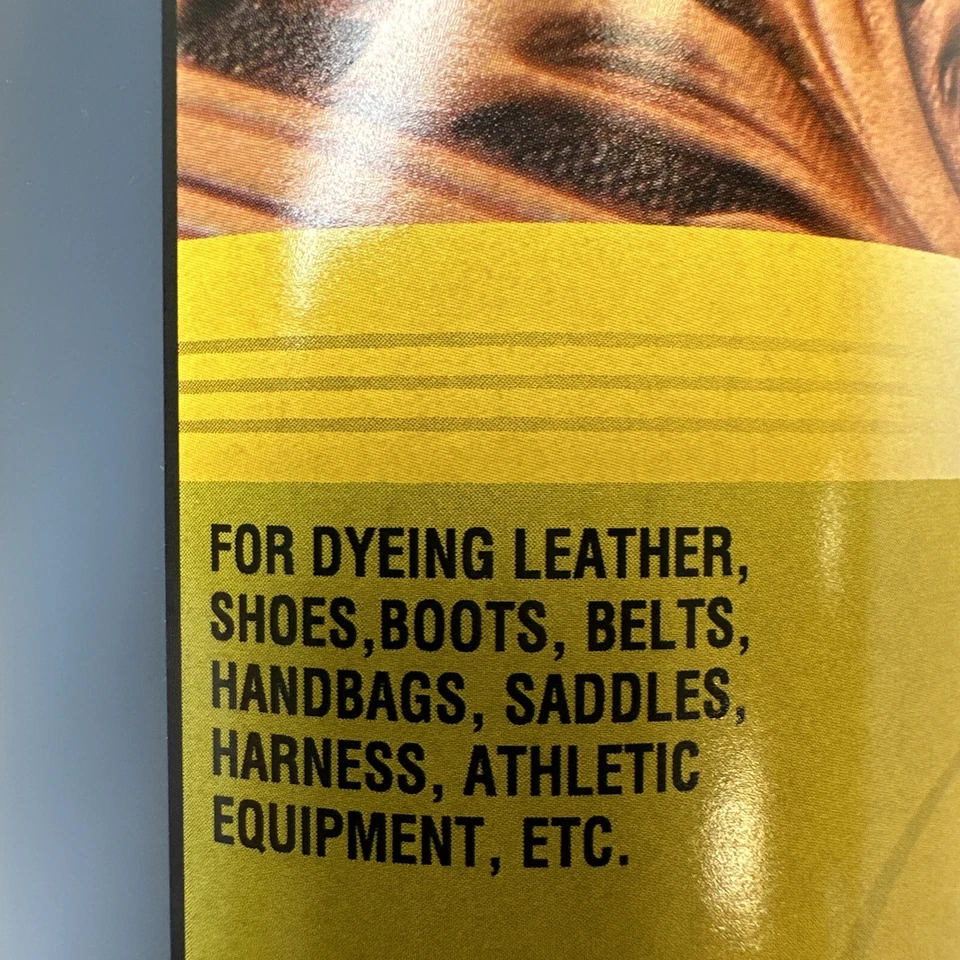 FOR DYEING LEATHER,
SHOES,BOOTS, BELTS,
HANDBAGS, SADDLES,
HARNESS, ATHLETIC
EQUIPMENT, ETC.